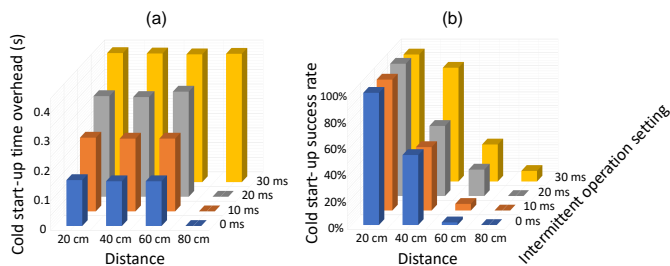 (a)
Cold start-up time overhead (s)
0.4
0.3
0.2
0.1
0
20 cm 40 cm 60 cm 80 cm
Distance
30 ms
20 ms
10 ms
0 ms
(b)
Cold start-up success rate
100%
80%
60%
40%
20%
0%
20 cm 40 cm 60 cm 80 cm
Distance
30 ms
20 ms
10 ms
0 ms
Intermittent operation setting